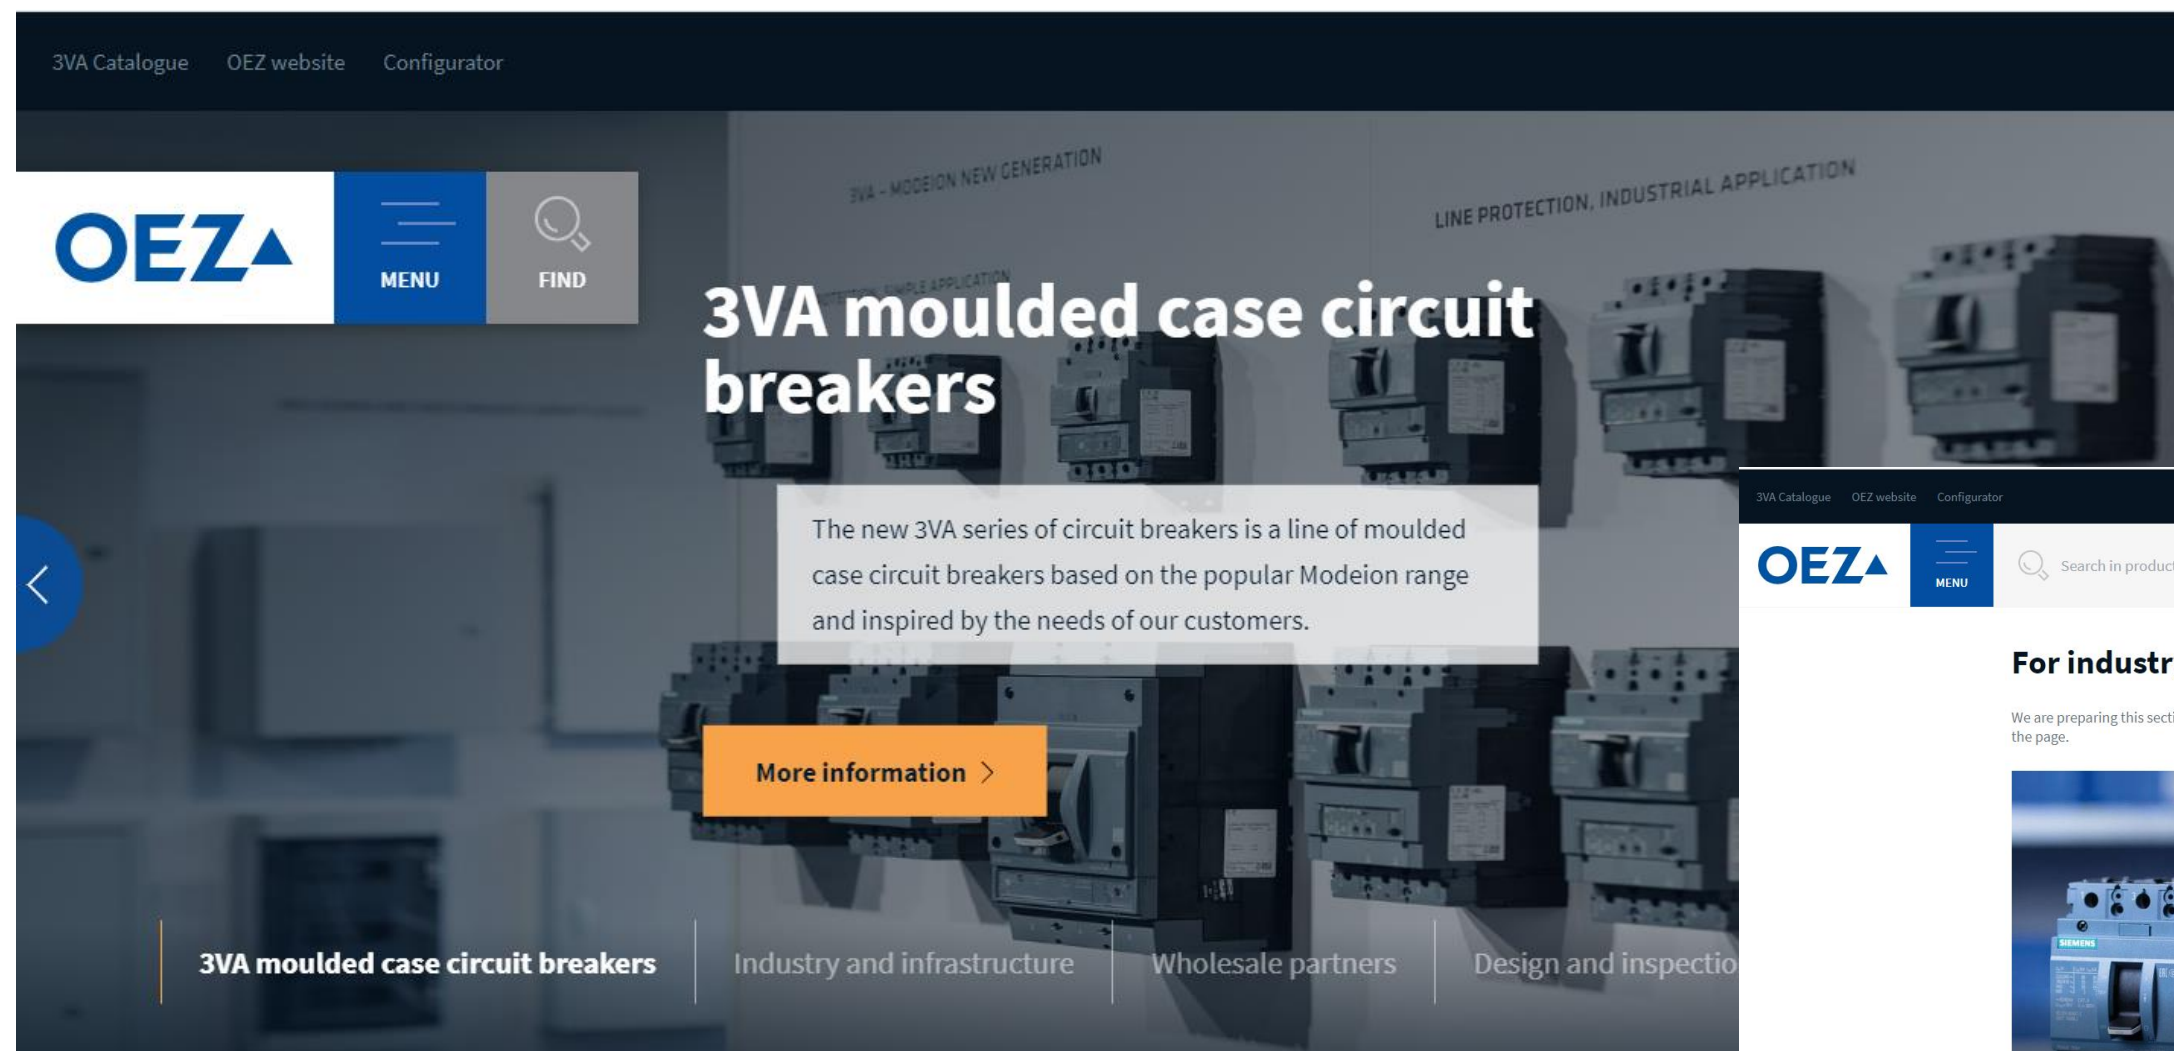 3VA Catalogue OEZ website Configurator
3VA – MODEION NEW GENERATION
LINE PROTECTION, INDUSTRIAL APPLICATION
OEZ
MENU
FIND
SIMPLE APPLICATION
3VA moulded case circuit
breakers
The new 3VA series of circuit breakers is a line of moulded
case circuit breakers based on the popular Modeion range
and inspired by the needs of our customers.
More information
3VA moulded case circuit breakers
Industry and infrastructure
Wholesale partners
Design and inspectio
3VA Catalogue OEZ website Configurator
OEZ
MENU
Search in product
For industr
We are preparing this secti
the page.
SIEMENS